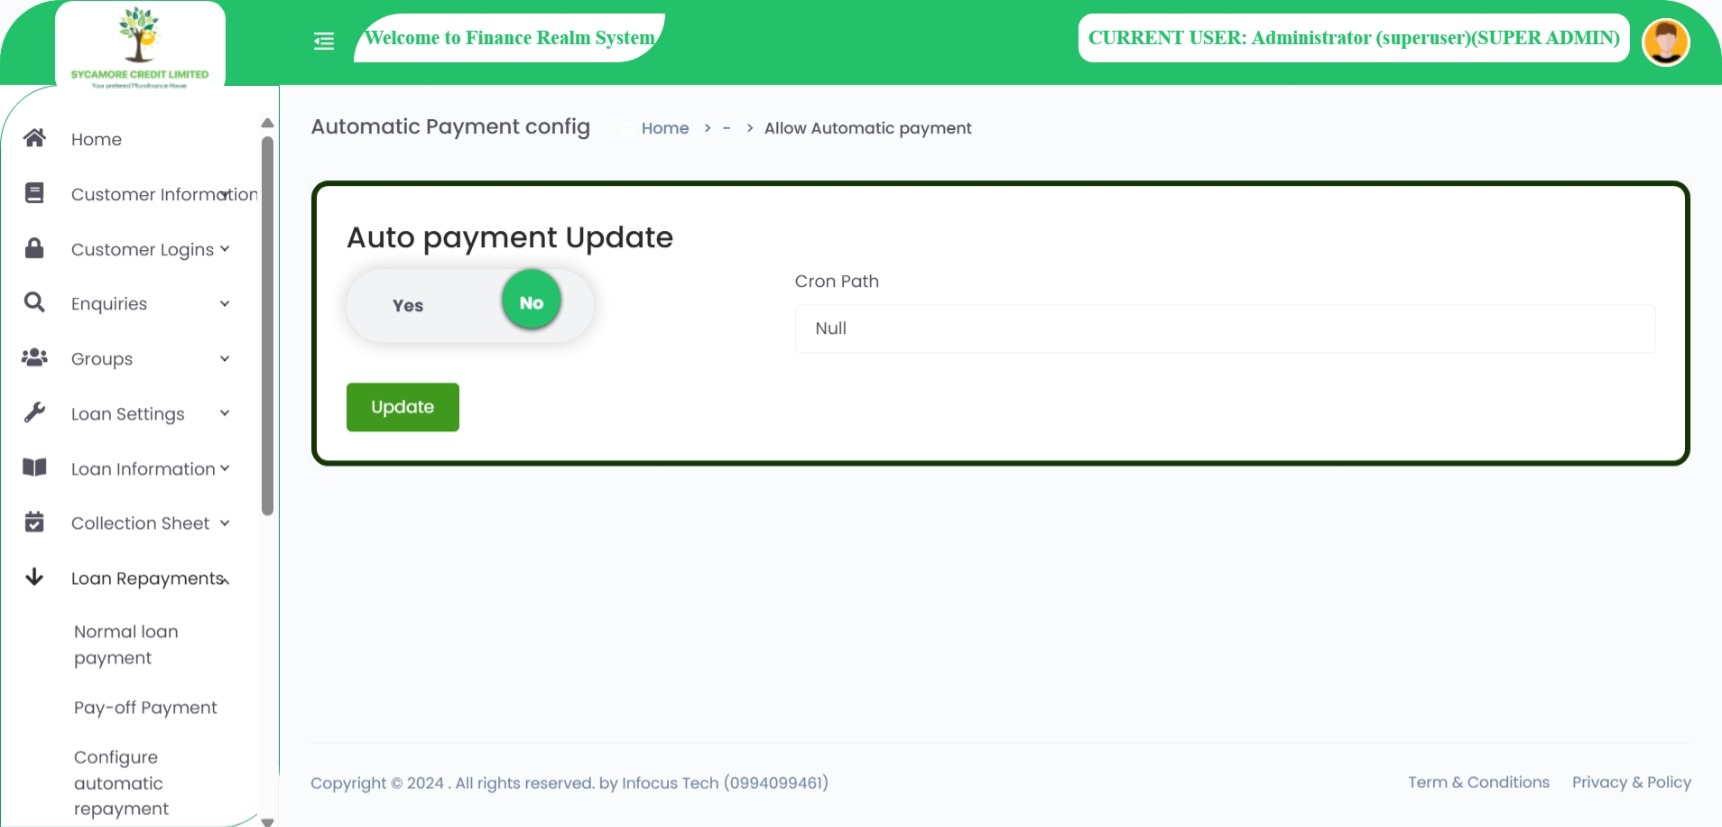 SYCAMORE CREDIT LIMITED
Your preferred Microfinance House
Welcome to Finance Realm System
CURRENT USER: Administrator (superuser)(SUPER ADMIN)
Home
Customer Information
Customer Logins
Enquiries
Groups
Loan Settings
Loan Information
Collection Sheet
Loan Repayments
Normal loan
payment
Pay-off Payment
Configure
automatic
repayment
Automatic Payment config
Home > - > Allow Automatic payment
Auto payment Update
Yes No
Cron Path
Null
Update
Copyright © 2024 . All rights reserved. by Infocus Tech (0994099461)
Term & Conditions Privacy & Policy